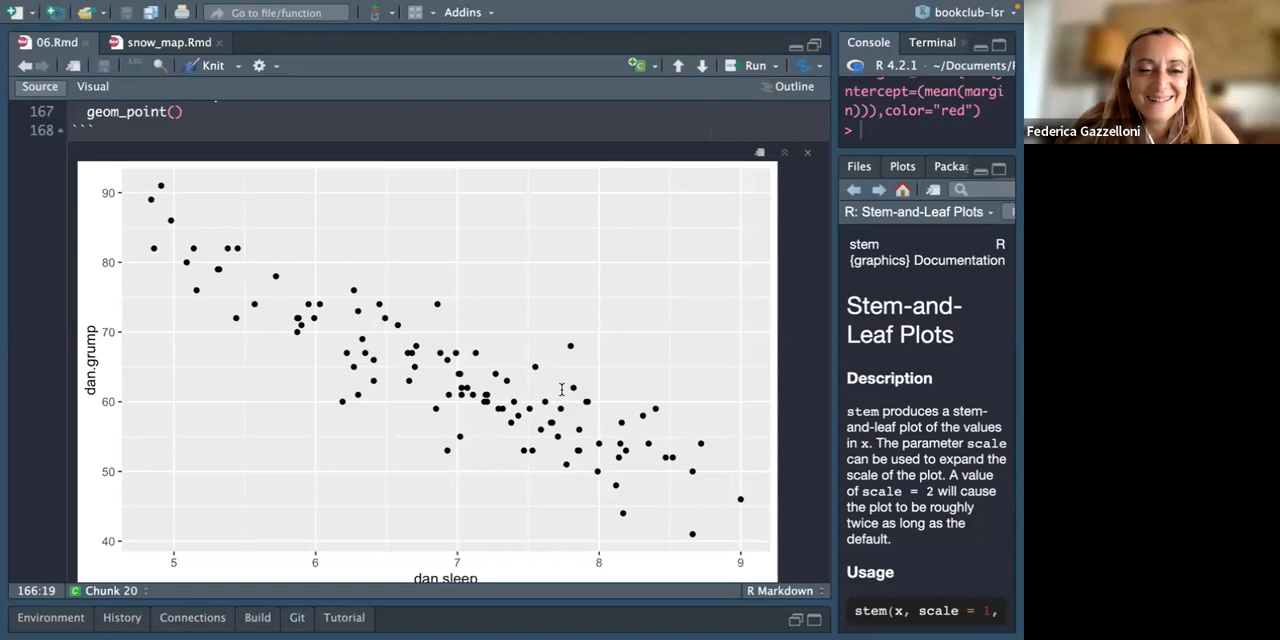 Go to file/function
Addins
bookclub-lsr
06.Rmd
snow_map.Rmd
ABC
Knit
Run
Source
Visual
Outline
167
geom_point()
168
```
90
80
70
60
50
40
dan.grump
5
6
7
8
9
dan.sleep
166:19
Chunk 20
R Markdown
Environment
History
Connections
Build
Git
Tutorial
Console
Terminal
R 4.2.1 · ~/Documents/
ntercept=(mean(margi
n))),color="red")
>
Files
Plots
Packa
R: Stem-and-Leaf Plots
stem
R
{graphics}
Documentation
Stem-and-
Leaf Plots
Description
stem produces a stem-
and-leaf plot of the values
in x. The parameter scale
can be used to expand the
scale of the plot. A value
of scale = 2 will cause
the plot to be roughly
twice as long as the
default.
Usage
stem(x, scale = 1,
Federica Gazzelloni